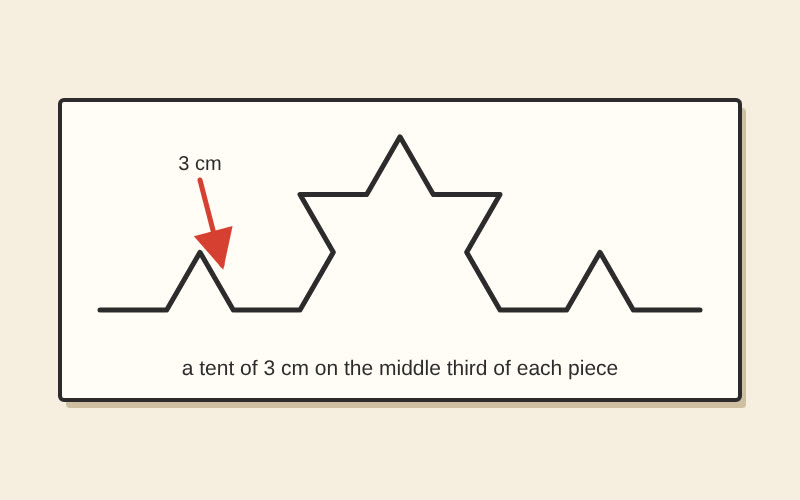 3 cm
a tent of 3 cm on the middle third of each piece